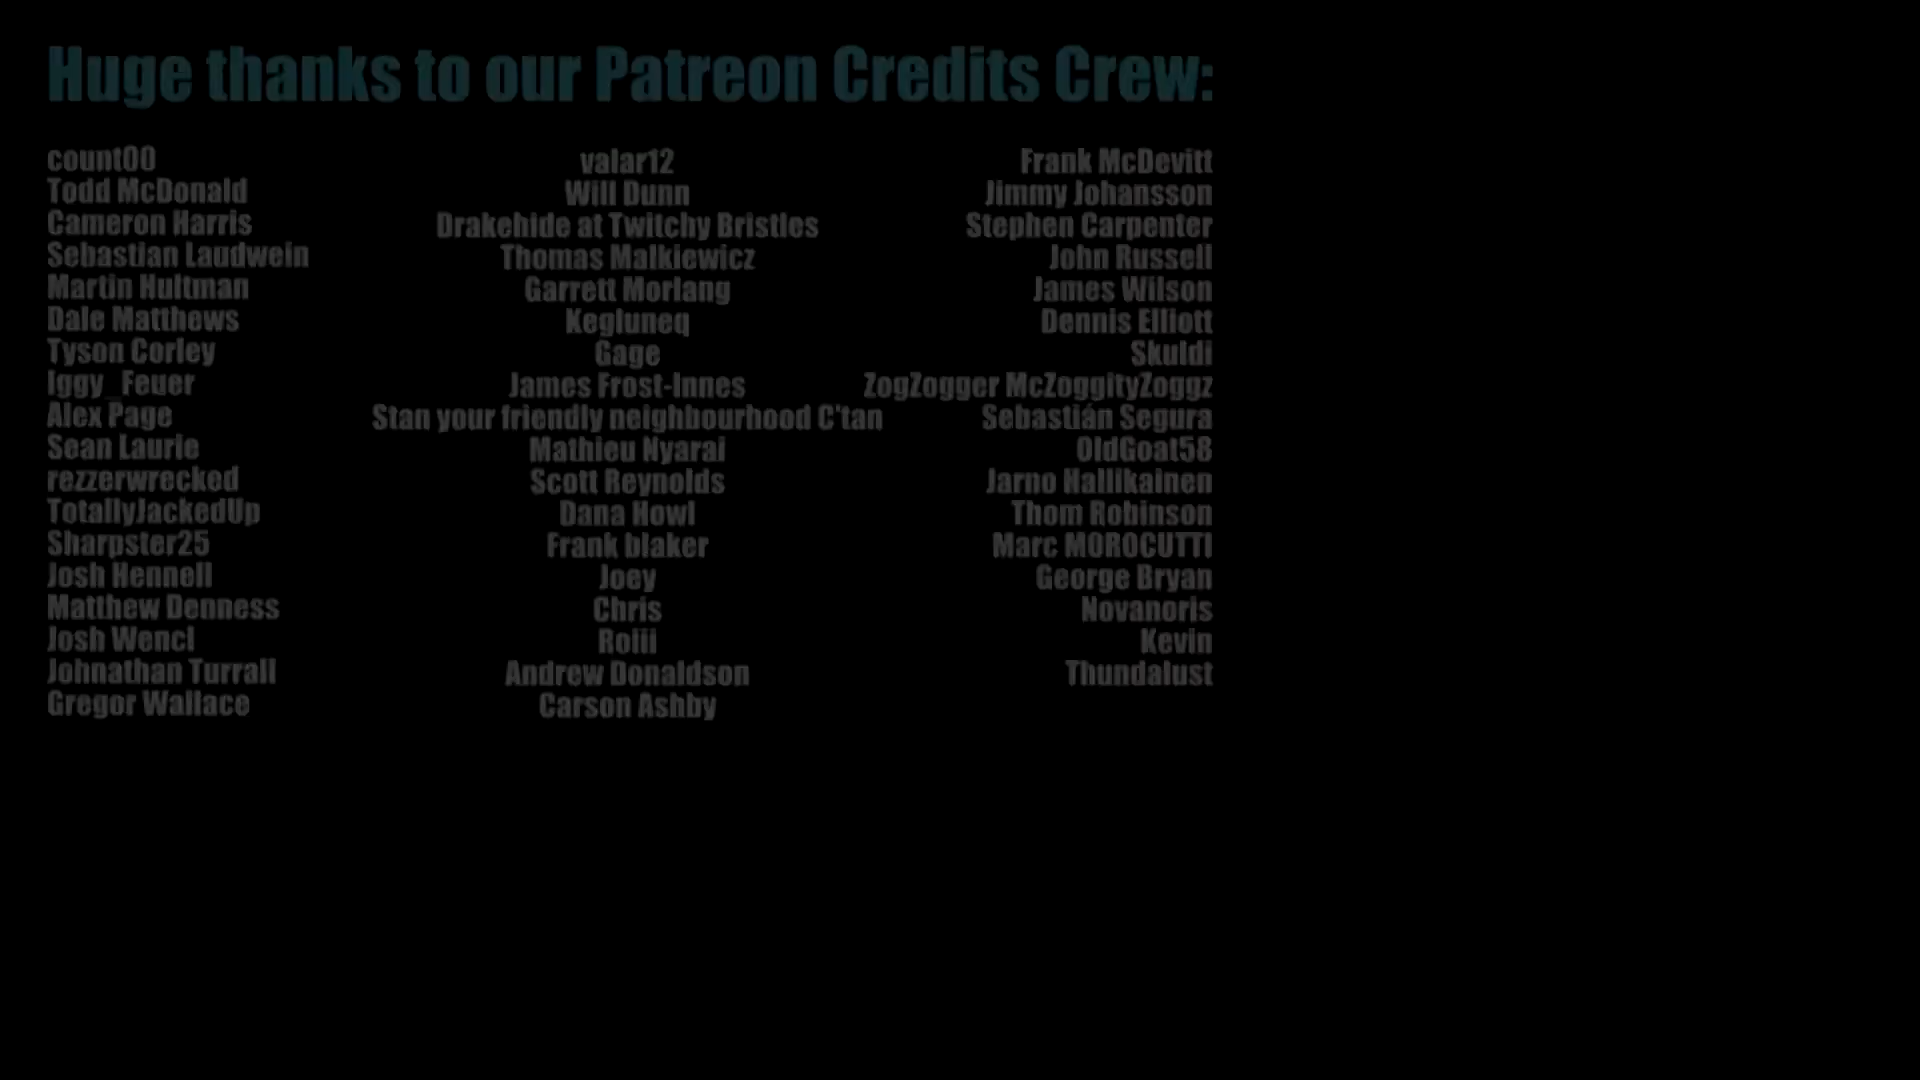 Huge thanks to our Patreon Credits Crew:
count00
Todd McDonald
Cameron Harris
Sebastian Laudwein
Martin Hultman
Dale Matthews
Tyson Corley
Iggy_Feuer
Alex Page
Sean Laurie
rezzerwrecked
TotallyJackedUp
Sharpster25
Josh Hennell
Matthew Denness
Josh Wencl
Johnathan Turrall
Gregor Wallace
valar12
Will Dunn
Drakehide at Twitchy Bristles
Thomas Malkiewicz
Garrett Morlang
Kegluneq
Gage
James Frost-Innes
Stan your friendly neighbourhood C'tan
Mathieu Nyarai
Scott Reynolds
Dana Howl
Frank blaker
Joey
Chris
Roiii
Andrew Donaldson
Carson Ashby
Frank McDevitt
Jimmy Johansson
Stephen Carpenter
John Russell
James Wilson
Dennis Elliott
Skuldi
ZogZogger McZoggityZoggz
Sebastián Segura
OldGoat58
Jarno Hallikainen
Thom Robinson
Marc MOROCUTTI
George Bryan
Novanoris
Kevin
Thundalust